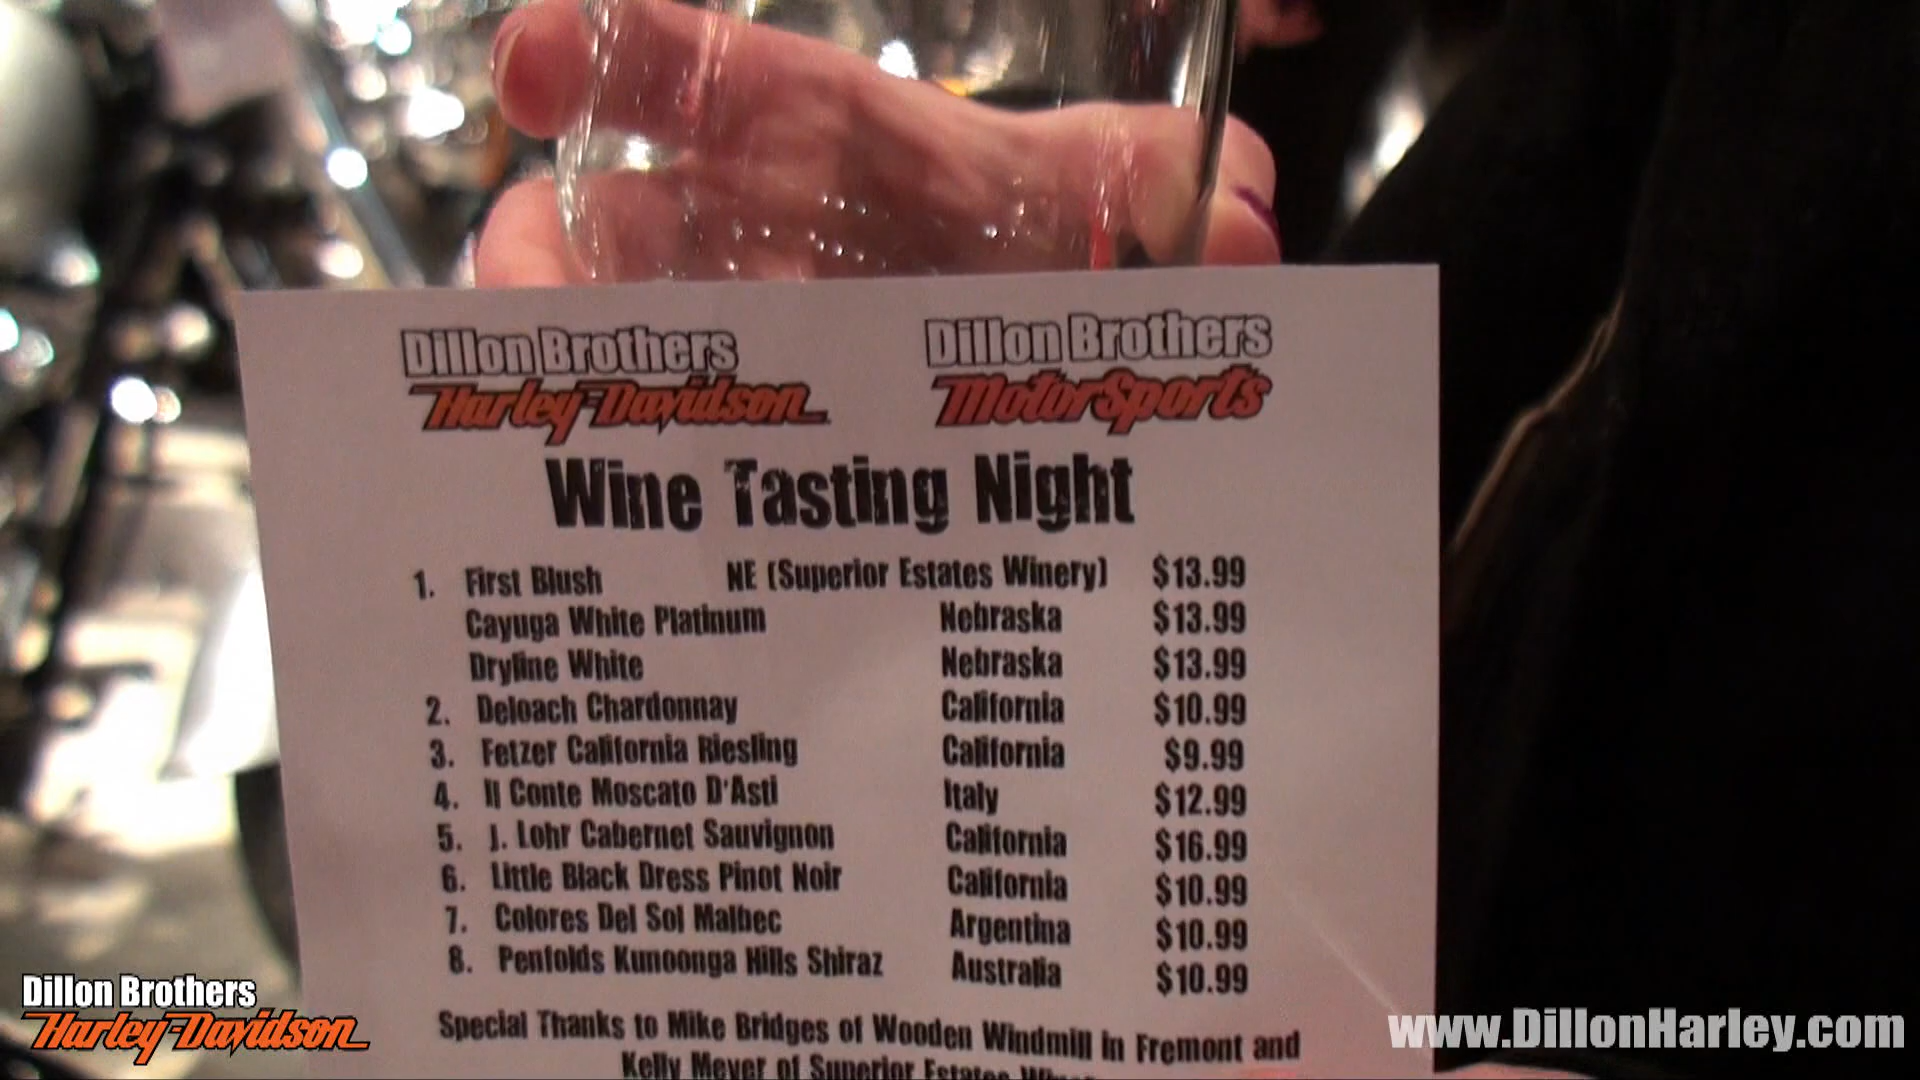 Dillon Brothers Dillon Brothers
Harley-Davidson MotorSports
Wine Tasting Night
1. First Blush NE (Superior Estates Winery) $13.99
Cayuga White Platinum Nebraska $13.99
Dryline White Nebraska $13.99
2. Deloach Chardonnay California $10.99
3. Fetzer California Riesling California $9.99
4. Il Conte Moscato D'Asti Italy $12.99
5. J. Lohr Cabernet Sauvignon California $16.99
6. Little Black Dress Pinot Noir California $10.99
7. Colores Del Sol Malbec Argentina $10.99
8. Penfolds Kunoonga Hills Shiraz Australia $10.99
Special Thanks to Mike Bridges of Wooden Windmill in Fremont and
Kelly Meyer of Superior Estates
Dillon Brothers
Harley-Davidson
www.DillonHarley.com